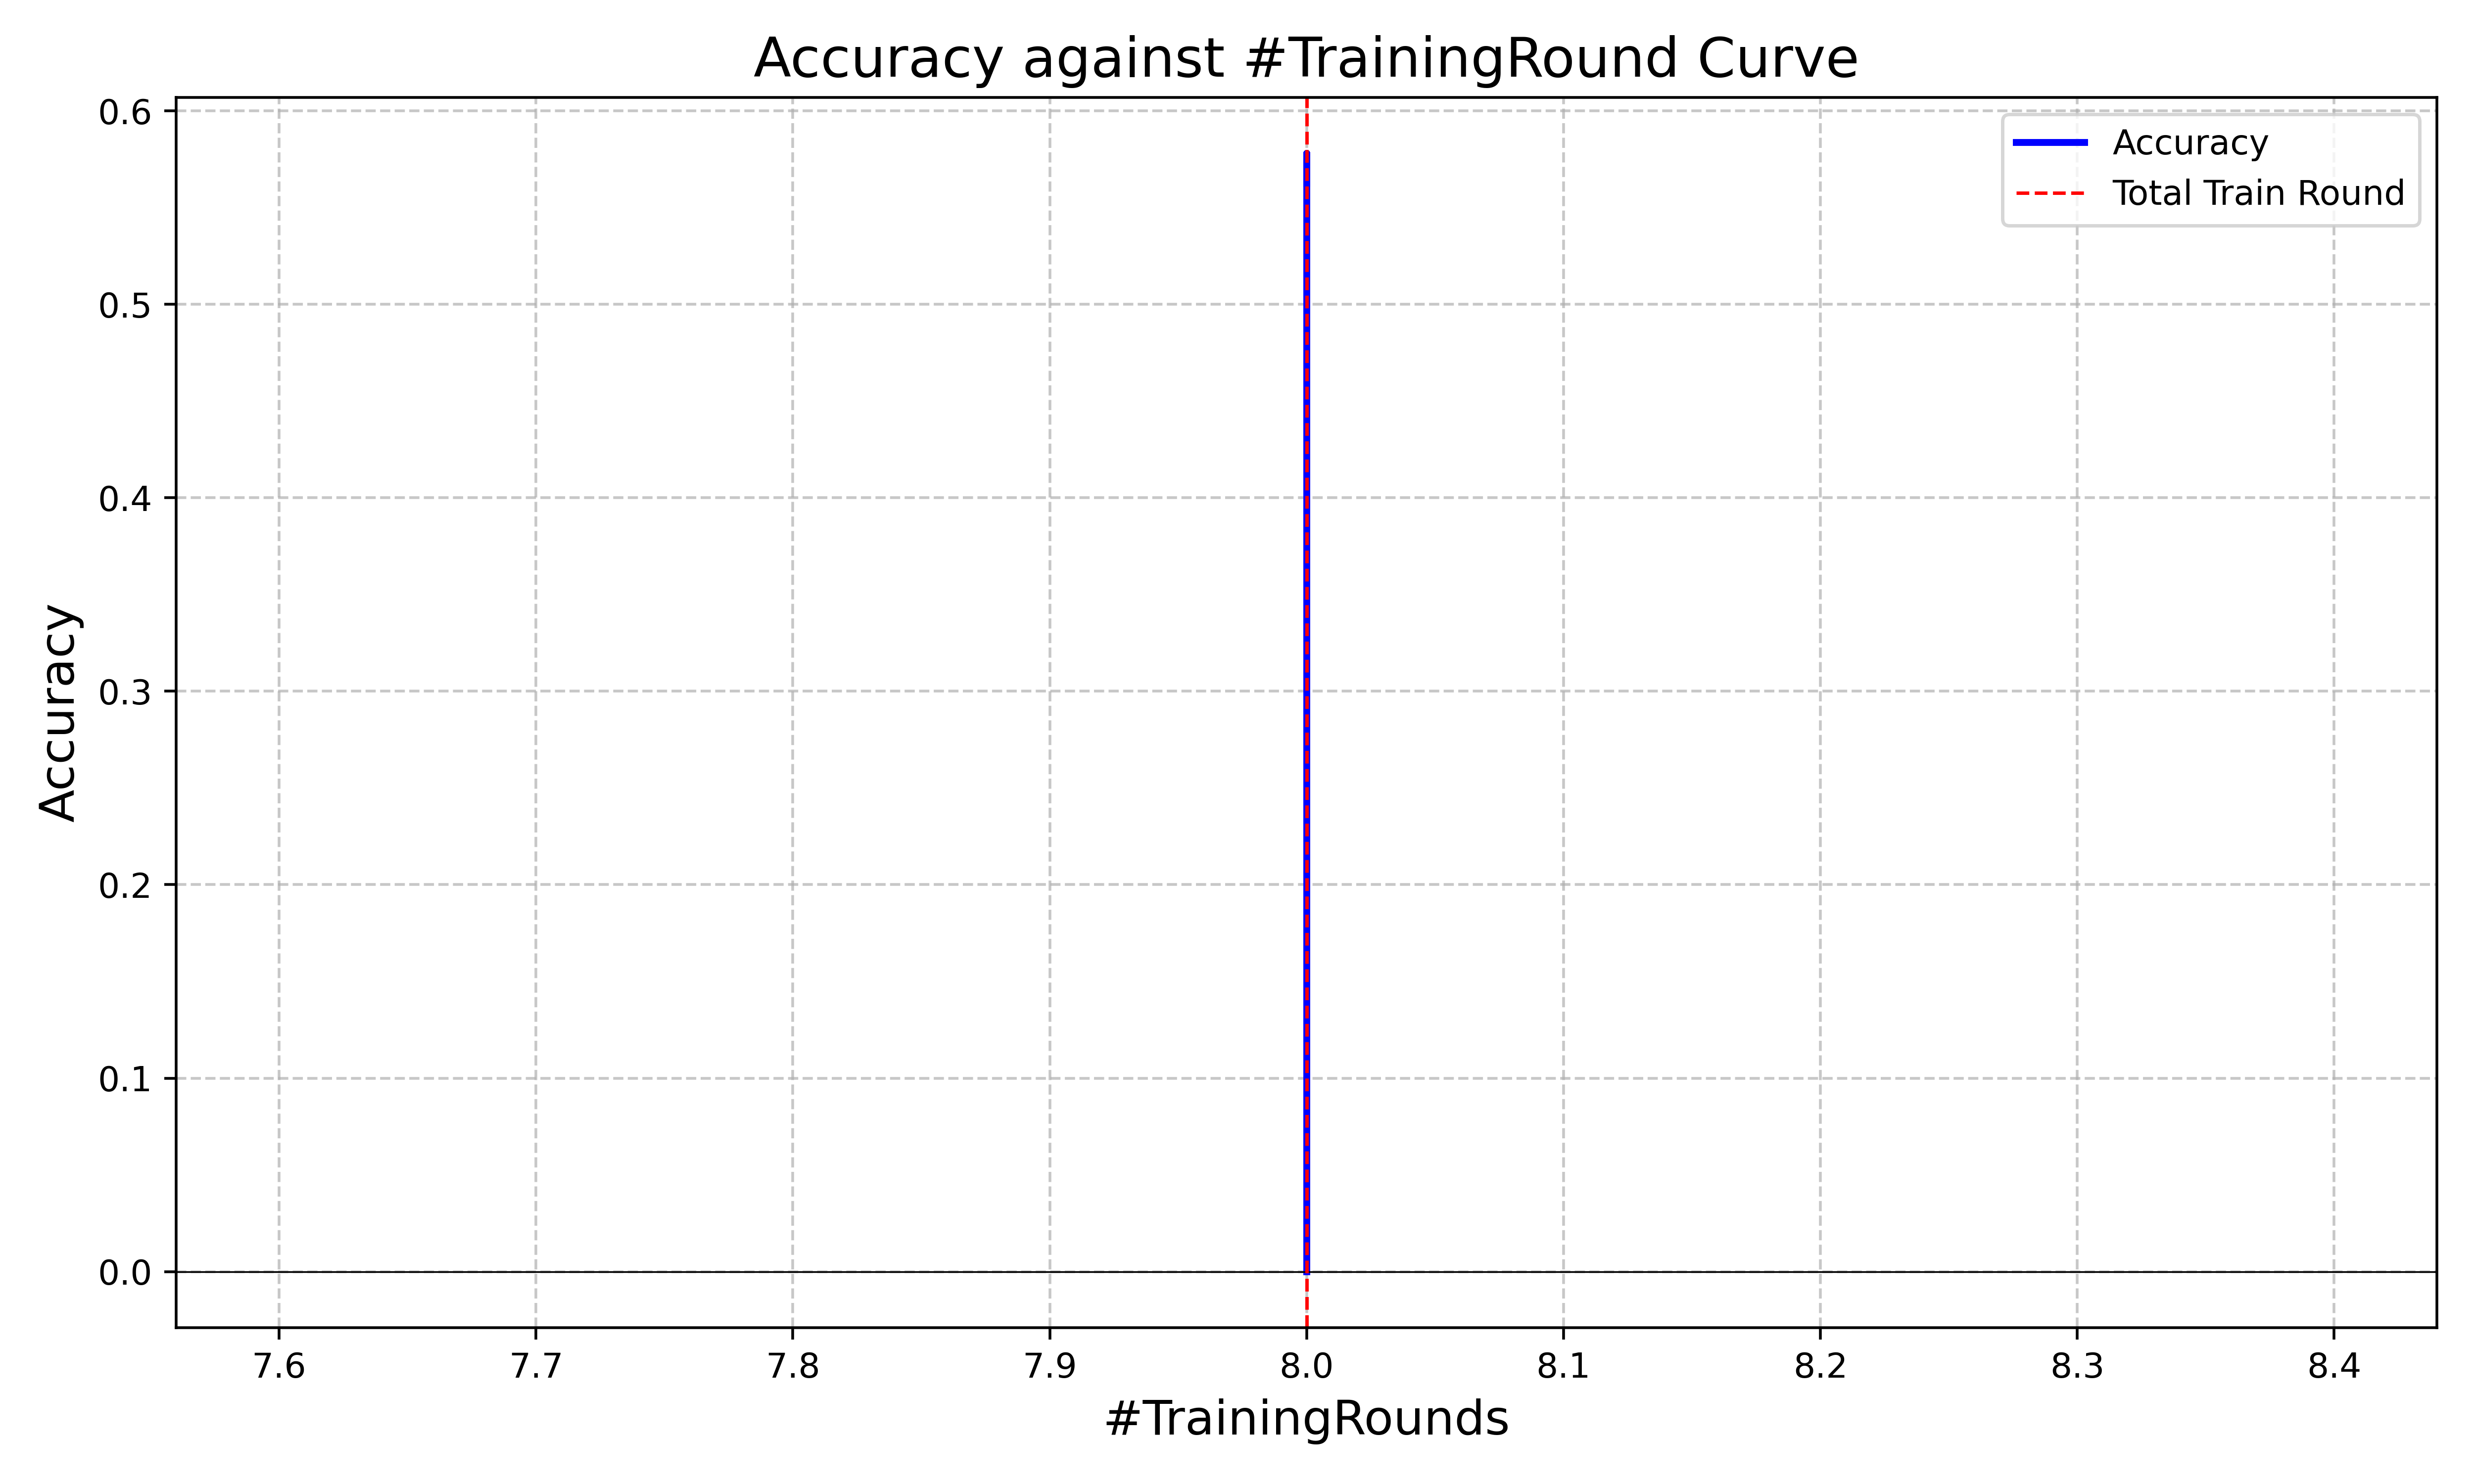 Accuracy against #TrainingRound Curve
Accuracy
Total Train Round
0.6
0.5
0.4
0.3
0.2
0.1
0.0
Accuracy
7.6 7.7 7.8 7.9 8.0 8.1 8.2 8.3 8.4
#TrainingRounds